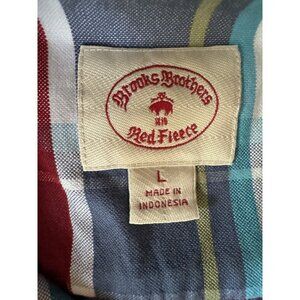 Brooks Brothers
Red Fleece
L
MADE IN
INDONESIA